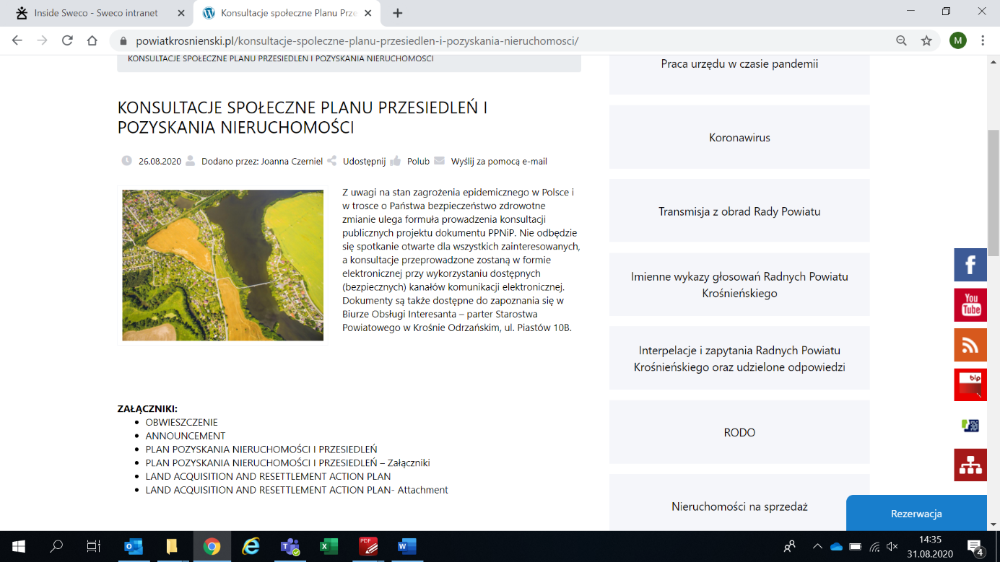 Inside Sweco - Sweco intranet
Konsultacje społeczne Planu Prze
powiatkrosnienski.pl/konsultacje-spoleczne-planu-przesiedlen-i-pozyskania-nieruchomosci/
M
KONSULTACJE SPOŁECZNE PLANU PRZESIEDLEŃ I POZYSKANIA NIERUCHOMOŚCI
KONSULTACJE SPOŁECZNE PLANU PRZESIEDLEŃ I
POZYSKANIA NIERUCHOMOŚCI
26.08.2020 Dodano przez: Joanna Czerniel Udostępnij Polub Wyślij za pomocą e-mail
Z uwagi na stan zagrożenia epidemicznego w Polsce i
w trosce o Państwa bezpieczeństwo zdrowotne
zmianie ulega formuła prowadzenia konsultacji
publicznych projektu dokumentu PPNiP. Nie odbędzie
się spotkanie otwarte dla wszystkich zainteresowanych,
a konsultacje przeprowadzone zostaną w formie
elektronicznej przy wykorzystaniu dostępnych
(bezpiecznych) kanałów komunikacji elektronicznej.
Dokumenty są także dostępne do zapoznania się w
Biurze Obsługi Interesanta – parter Starostwa
Powiatowego w Krośnie Odrzańskim, ul. Piastów 10B.
ZAŁĄCZNIKI:
OBWIESZCZENIE
ANNOUNCEMENT
PLAN POZYSKANIA NIERUCHOMOŚCI I PRZESIEDLEŃ
PLAN POZYSKANIA NIERUCHOMOŚCI I PRZESIEDLEŃ – Załączniki
LAND ACQUISITION AND RESETTLEMENT ACTION PLAN
LAND ACQUISITION AND RESETTLEMENT ACTION PLAN- Attachment
Praca urzędu w czasie pandemii
Koronawirus
Transmisja z obrad Rady Powiatu
Imienne wykazy głosowań Radnych Powiatu
Krośnieńskiego
Interpelacje i zapytania Radnych Powiatu
Krośnieńskiego oraz udzielone odpowiedzi
RODO
Nieruchomości na sprzedaż
f
You
Tube
bip
Rezerwacja
PDF
14:35
31.08.2020
4